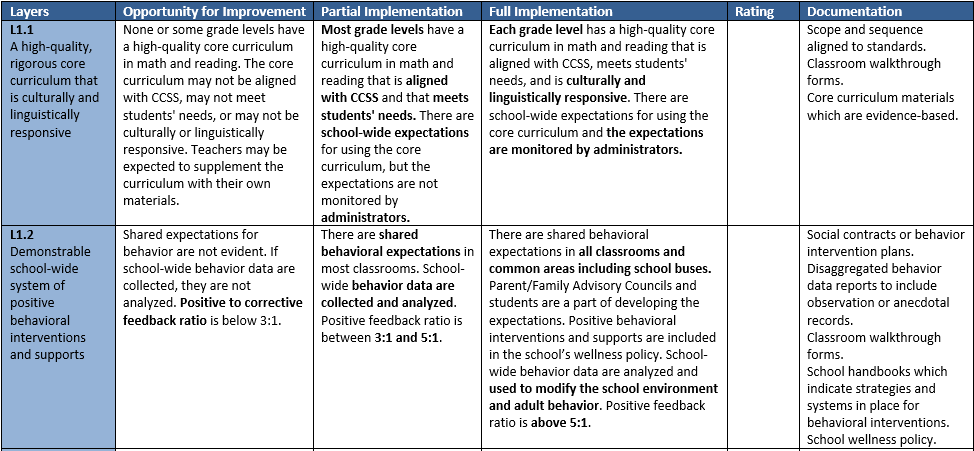 Layers
Opportunity for Improvement
Partial Implementation
Full Implementation
Rating
Documentation
L1.1
A high-quality,
rigorous core
curriculum that
is culturally and
linguistically
responsive
None or some grade levels have
a high-quality core curriculum
in math and reading. The core
curriculum may not be aligned
with CCSS, may not meet
students' needs, or may not be
culturally or linguistically
responsive. Teachers may be
expected to supplement the
curriculum with their own
materials.
Most grade levels have a
high-quality core
curriculum in math and
reading that is aligned
with CCSS and that meets
students' needs. There are
school-wide expectations
for using the core
curriculum, but the
expectations are not
monitored by
administrators.
Each grade level has a high-quality core
curriculum in math and reading that is
aligned with CCSS, meets students'
needs, and is culturally and
linguistically responsive. There are
school-wide expectations for using the
core curriculum and the expectations
are monitored by administrators.
Scope and sequence
aligned to standards.
Classroom walkthrough
forms.
Core curriculum materials
which are evidence-based.
L1.2
Demonstrable
school-wide
system of
positive
behavioral
interventions
and supports
Shared expectations for
behavior are not evident. If
school-wide behavior data are
collected, they are not
analyzed. Positive to corrective
feedback ratio is below 3:1.
There are shared
behavioral expectations in
most classrooms. School-
wide behavior data are
collected and analyzed.
Positive feedback ratio is
between 3:1 and 5:1.
There are shared behavioral
expectations in all classrooms and
common areas including school buses.
Parent/Family Advisory Councils and
students are a part of developing the
expectations. Positive behavioral
interventions and supports are included
in the school’s wellness policy. School-
wide behavior data are analyzed and
used to modify the school environment
and adult behavior. Positive feedback
ratio is above 5:1.
Social contracts or behavior
intervention plans.
Disaggregated behavior
data reports to include
observation or anecdotal
records.
Classroom walkthrough
forms.
School handbooks which
indicate strategies and
systems in place for
behavioral interventions.
School wellness policy.